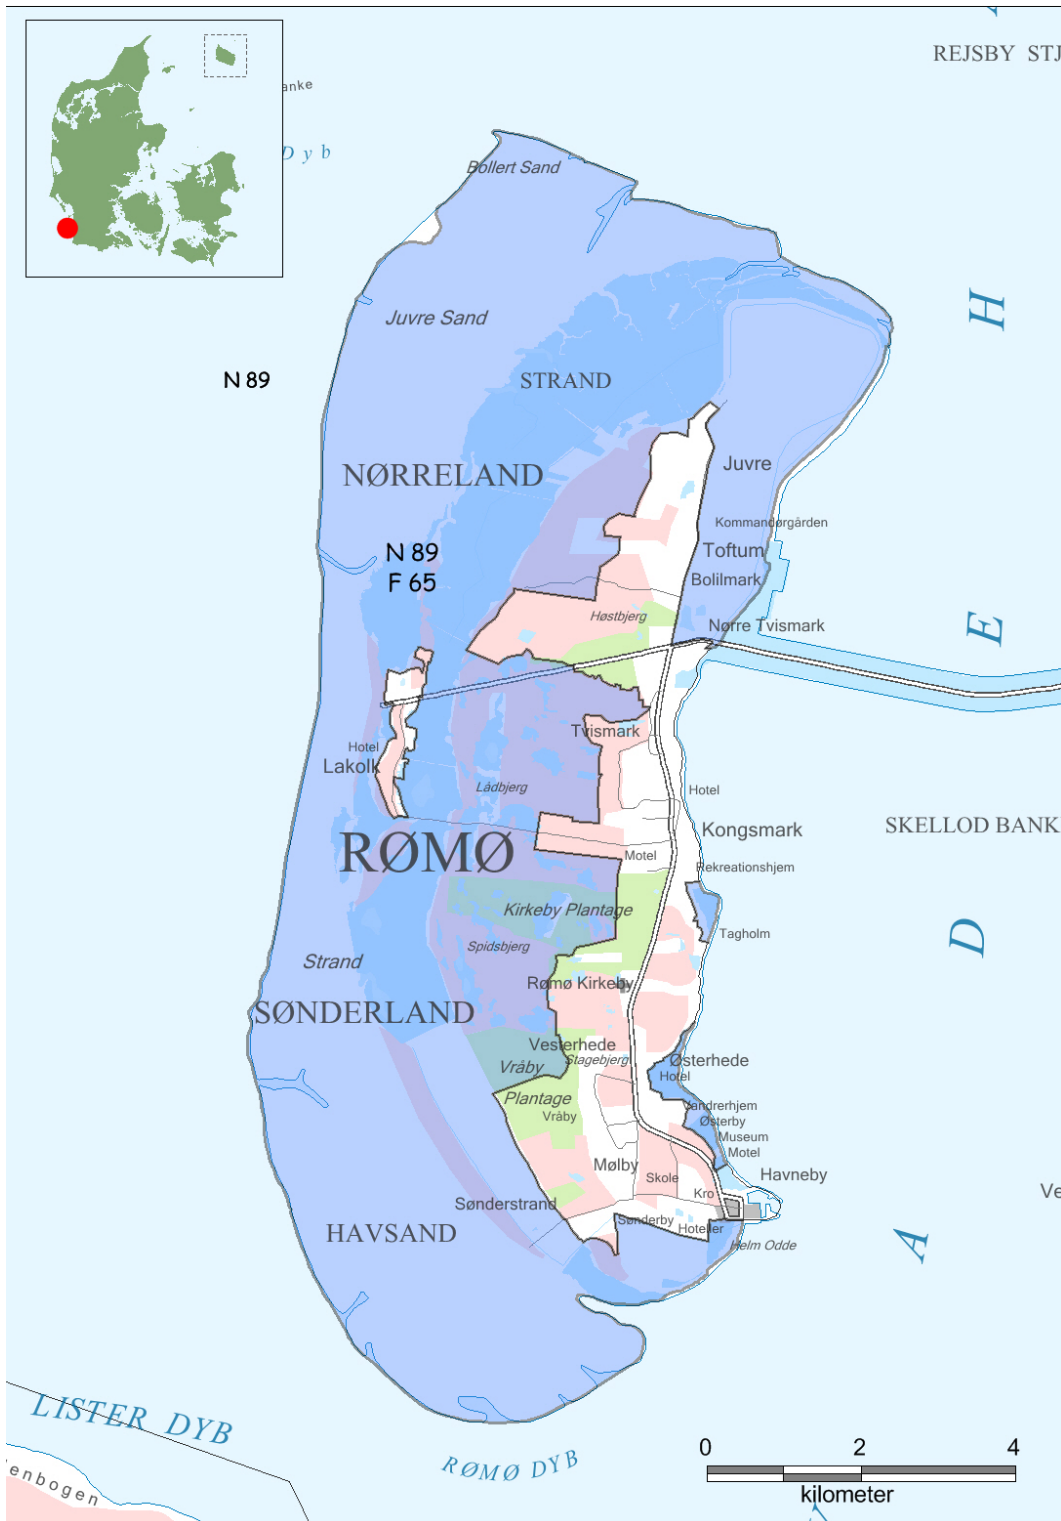 REJSBY STJ
anke
Dyb
Bollert Sand
H
Juvre Sand
N 89
STRAND
Juvre
NØRRELAND
Kommandørgården
N 89
Toftum
F 65
Bolilmark
Høstbjerg
Nørre Tvismark
E
Tvismark
Hotel
Lakolk
Lådbjerg
Hotel
Kongsmark
SKELLOD BANK
RØMØ
Motel
Rekreationshjem
Kirkeby Plantage
Tagholm
D
Spidsbjerg
Strand
Rømø Kirkeby
SØNDERLAND
Vesterhede
Stagebjerg
Østerhede
Vråby
Hotel
Plantage
Vråby
Vandrerhjem
Østerby
Museum
Motel
Mølby
Skole
Havneby
Kro
Ve
Sønderstrand
Sønderby
Hoteller
HAVSAND
Helm Odde
A
LISTER DYB
RØMØ DYB
enbogen
0 2 4
kilometer